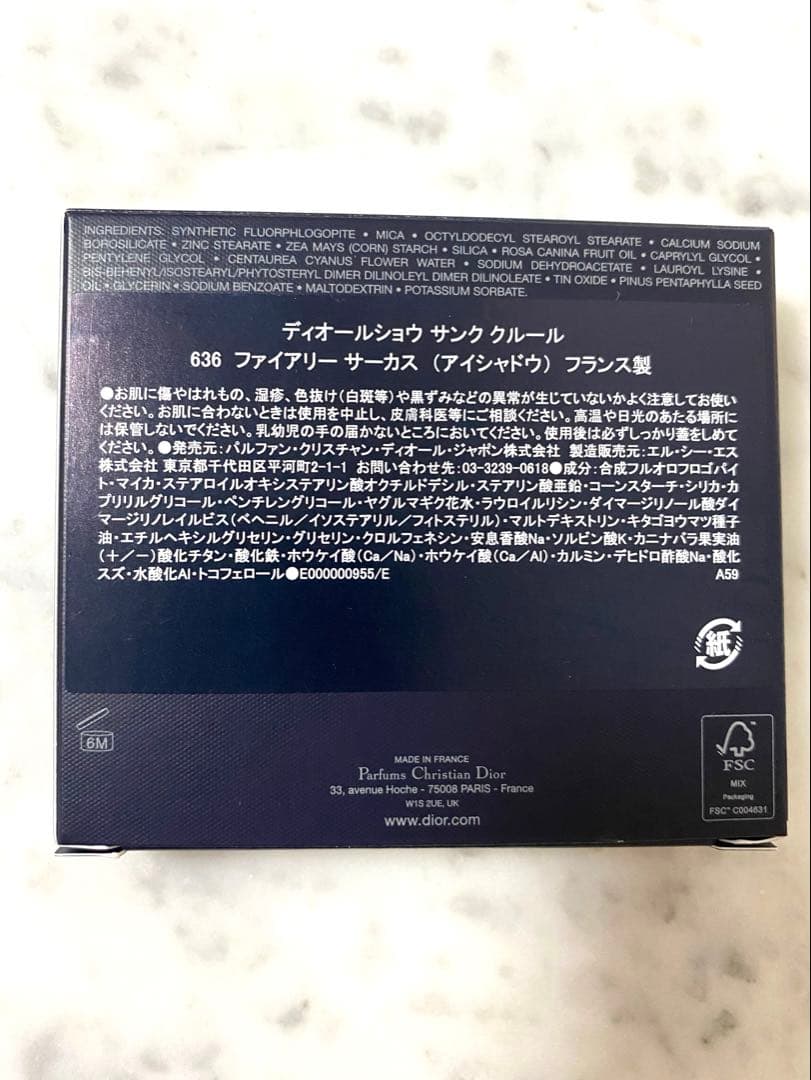 INGREDIENTS: SYNTHETIC FLUORPHLOGOPITE • MICA • OCTYLDODECYL STEAROYL STEARATE • CALCIUM SODIUM
BOROSILICATE • ZINC STEARATE • ZEA MAYS (CORN) STARCH • SILICA • ROSA CANINA FRUIT OIL • CAPRYLYL GLYCOL •
PENTYLENE GLYCOL • CENTAUREA CYANUS FLOWER WATER • SODIUM DEHYDROACETATE • LAUROYL LYSINE •
BIS-BEHENYL/ISOSTEARYL/PHYTOSTERYL DIMER DILINOLEYL DIMER DILINOLEATE • TIN OXIDE • PINUS PENTAPHYLLA SEED
OIL • GLYCERIN • SODIUM BENZOATE • MALTODEXTRIN • POTASSIUM SORBATE.
ディオールショウ サンク クルール
636 ファイアリー サーカス (アイシャドウ) フランス製
●お肌に傷やはれもの、湿疹、色抜け(白斑等)や黒ずみなどの異常が生じていないかよく注意してお使い
ください。お肌に合わないときは使用を中止し、皮膚科医等にご相談ください。高温や日光のあたる場所に
は保管しないでください。乳幼児の手の届かないところにおいてください。使用後は必ずしっかり蓋をしめて
ください。●発売元:パルファン・クリスチャン・ディオール・ジャポン株式会社 製造販売元:エル・シー・エス
株式会社 東京都千代田区平河町2-1-1 お問い合わせ先:03-3239-0618●成分:合成フルオロフロゴパイ
ト・マイカ・ステアロイルオキシステアリン酸オクチルドデシル・ステアリン酸亜鉛・コーンスターチ・シリカ・カ
プリリルグリコール・ペンチレングリコール・ヤグルマギク花水・ラウロイルリシン・ダイマージリノール酸ダイ
マージリノレイルビス(ベヘニル/イソステアリル/フィトステリル)・マルトデキストリン・キタゴヨウマツ種子
油・エチルヘキシルグリセリン・グリセリン・クロルフェネシン・安息香酸Na・ソルビン酸K・カニナバラ果実油
(+/-)酸化チタン・酸化鉄・ホウケイ酸(Ca/Na)・ホウケイ酸(Ca/Al)・カルミン・デヒドロ酢酸Na・酸化
スズ・水酸化Al・トコフェロール●E000000955/E A59
紙
6M
MADE IN FRANCE
Parfums Christian Dior
33, avenue Hoche - 75008 PARIS - France
W1S 2UE, UK
www.dior.com
FSC
MIX
Packaging
FSC™ C004631